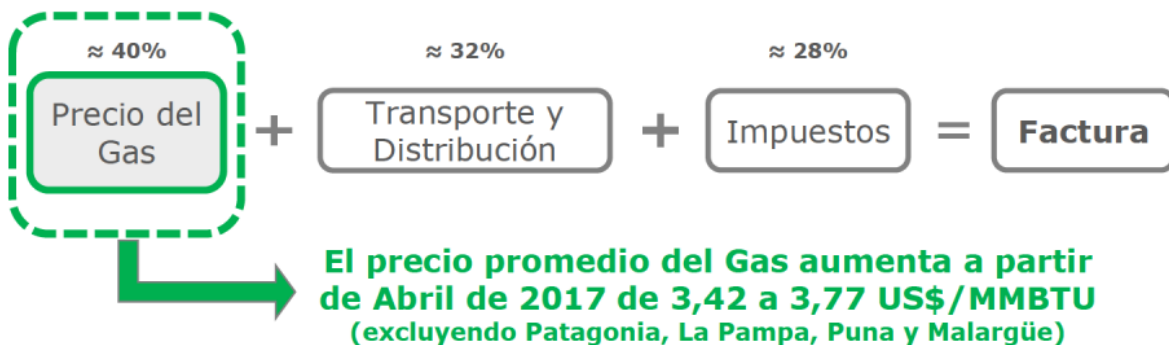 ≈ 40%
≈ 32%
≈ 28%
Precio del
Gas
+
Transporte y
Distribución
+
Impuestos
=
Factura
El precio promedio del Gas aumenta a partir
de Abril de 2017 de 3,42 a 3,77 US$/MMBTU
(excluyendo Patagonia, La Pampa, Puna y Malargüe)